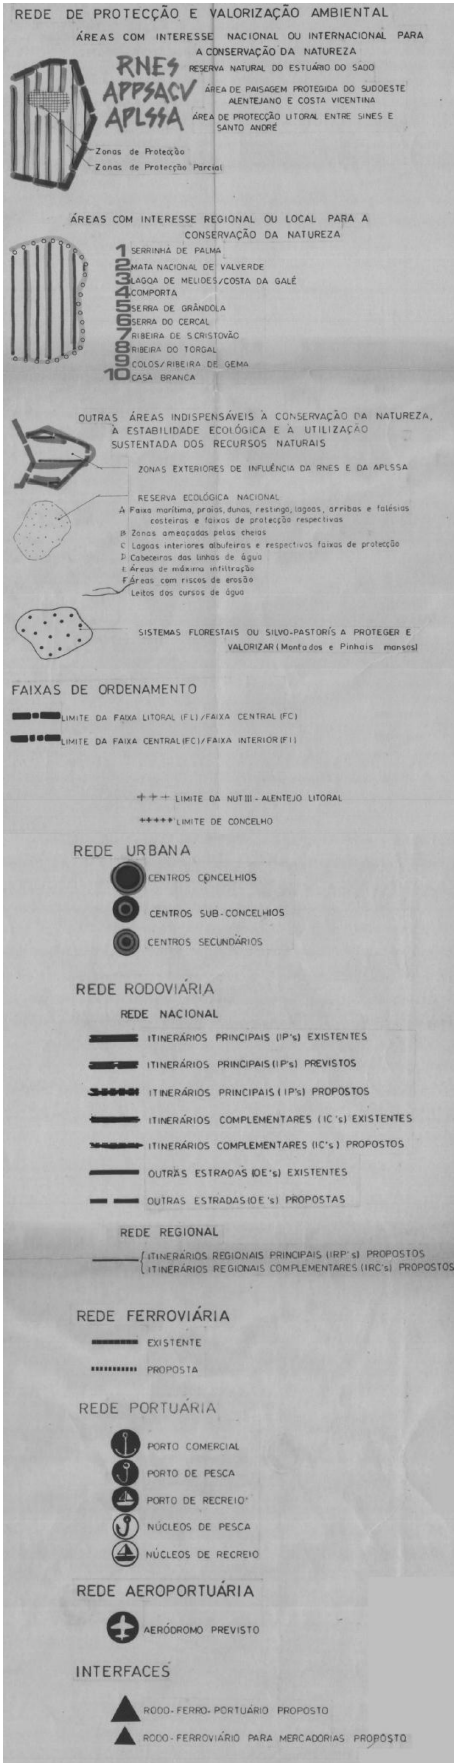 REDE DE PROTECÇÃO E VALORIZAÇÃO AMBIENTAL
ÁREAS COM INTERESSE NACIONAL OU INTERNACIONAL PARA
A CONSERVAÇÃO DA NATUREZA
RNES RESERVA NATURAL DO ESTUÁRIO DO SADO
APPSACV ÁREA DE PAISAGEM PROTEGIDA DO SUDOESTE
ALENTEJANO E COSTA VICENTINA
APLSSA ÁREA DE PROTECÇÃO LITORAL ENTRE SINES E
SANTO ANDRÉ
Zonas de Protecção
Zonas de Protecção Parcial
ÁREAS COM INTERESSE REGIONAL OU LOCAL PARA A
CONSERVAÇÃO DA NATUREZA
1 SERRINHA DE PALMA
2 MATA NACIONAL DE VALVERDE
3 LAGOA DE MELIDES/COSTA DA GALÉ
4 COMPORTA
5 SERRA DE GRÂNDOLA
6 SERRA DO CERCAL
7 RIBEIRA DE S.CRISTOVÃO
8 RIBEIRA DO TORGAL
9 COLOS/RIBEIRA DE GEMA
10 CASA BRANCA
OUTRAS ÁREAS INDISPENSÁVEIS À CONSERVAÇÃO DA NATUREZA,
À ESTABILIDADE ECOLÓGICA E À UTILIZAÇÃO
SUSTENTADA DOS RECURSOS NATURAIS
ZONAS EXTERIORES DE INFLUÊNCIA DA RNES E DA APLSSA
RESERVA ECOLÓGICA NACIONAL
A Faixa marítima, praias, dunas, restinga, lagoas, arribas e falésias
costeiras e faixas de protecção respectivas
B Zonas ameaçadas pelas cheias
C Lagoas interiores albufeiras e respectivas faixas de protecção
D Cabeceiras das linhas de água
E Áreas de máxima infiltração
F Áreas com riscos de erosão
Leitos dos cursos de água
SISTEMAS FLORESTAIS OU SILVO-PASTORÍS A PROTEGER E
VALORIZAR (Montados e Pinhais mansos)
FAIXAS DE ORDENAMENTO
LIMITE DA FAIXA LITORAL (FL)/FAIXA CENTRAL (FC)
LIMITE DA FAIXA CENTRAL (FC)/FAIXA INTERIOR (FI)
LIMITE DA NUT III - ALENTEJO LITORAL
LIMITE DE CONCELHO
REDE URBANA
CENTROS CONCELHIOS
CENTROS SUB-CONCELHIOS
CENTROS SECUNDÁRIOS
REDE RODOVIÁRIA
REDE NACIONAL
ITINERÁRIOS PRINCIPAIS (IP's) EXISTENTES
ITINERÁRIOS PRINCIPAIS (IP's) PREVISTOS
ITINERÁRIOS PRINCIPAIS (IP's) PROPOSTOS
ITINERÁRIOS COMPLEMENTARES (IC's) EXISTENTES
ITINERÁRIOS COMPLEMENTARES (IC's) PROPOSTOS
OUTRAS ESTRADAS (OE's) EXISTENTES
OUTRAS ESTRADAS (OE's) PROPOSTAS
REDE REGIONAL
ITINERÁRIOS REGIONAIS PRINCIPAIS (IRP's) PROPOSTOS
ITINERÁRIOS REGIONAIS COMPLEMENTARES (IRC's) PROPOSTOS
REDE FERROVIÁRIA
EXISTENTE
PROPOSTA
REDE PORTUÁRIA
PORTO COMERCIAL
PORTO DE PESCA
PORTO DE RECREIO
NÚCLEOS DE PESCA
NÚCLEOS DE RECREIO
REDE AEROPORTUÁRIA
AERÓDROMO PREVISTO
INTERFACES
RODO-FERRO-PORTUÁRIO PROPOSTO
RODO-FERROVIÁRIO PARA MERCADORIAS PROPOSTO